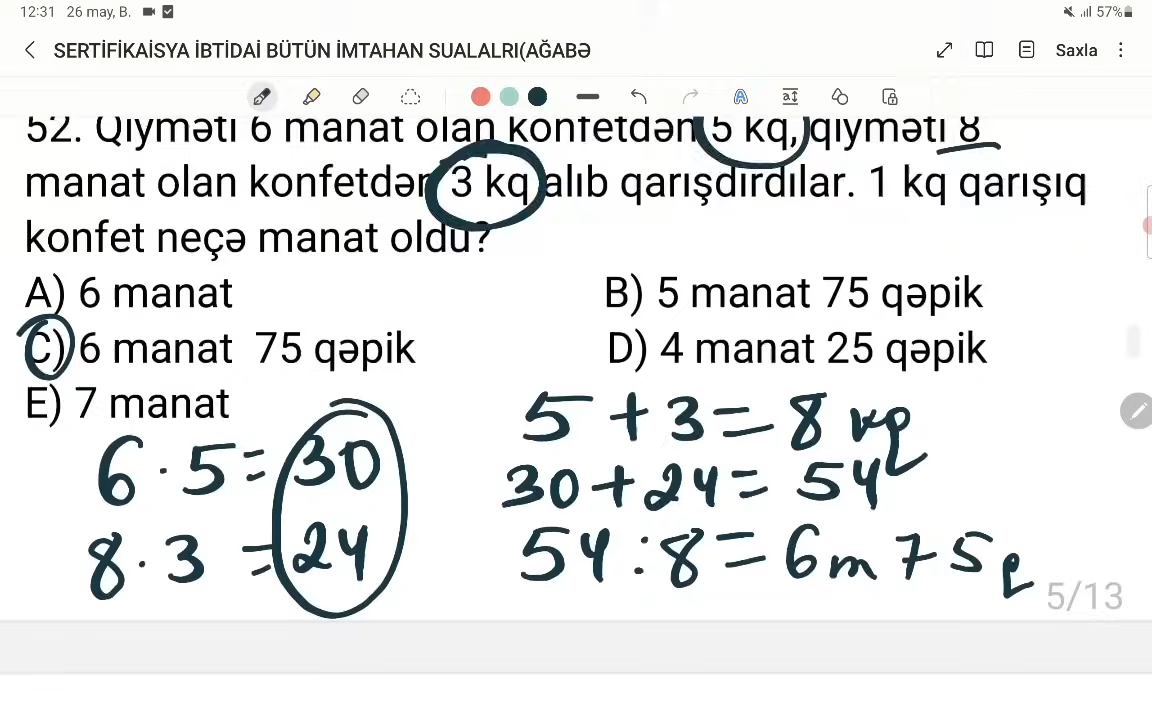 12:31 26 may, B. 57%
SERTİFİKAİSYA İBTİDAİ BÜTÜN İMTAHAN SUALALRI(AĞABƏ
Saxla
52. Qiyməti 6 manat olan konfetdən 5 kq, qiyməti 8
manat olan konfetdən 3 kq alıb qarışdırdılar. 1 kq qarışıq
konfet neçə manat oldu?
A) 6 manat B) 5 manat 75 qəpik
C) 6 manat 75 qəpik D) 4 manat 25 qəpik
E) 7 manat
5 + 3 = 8 kq
6 · 5 = 30
30 + 24 = 54
8 · 3 = 24
54 : 8 = 6m 75q
5/13